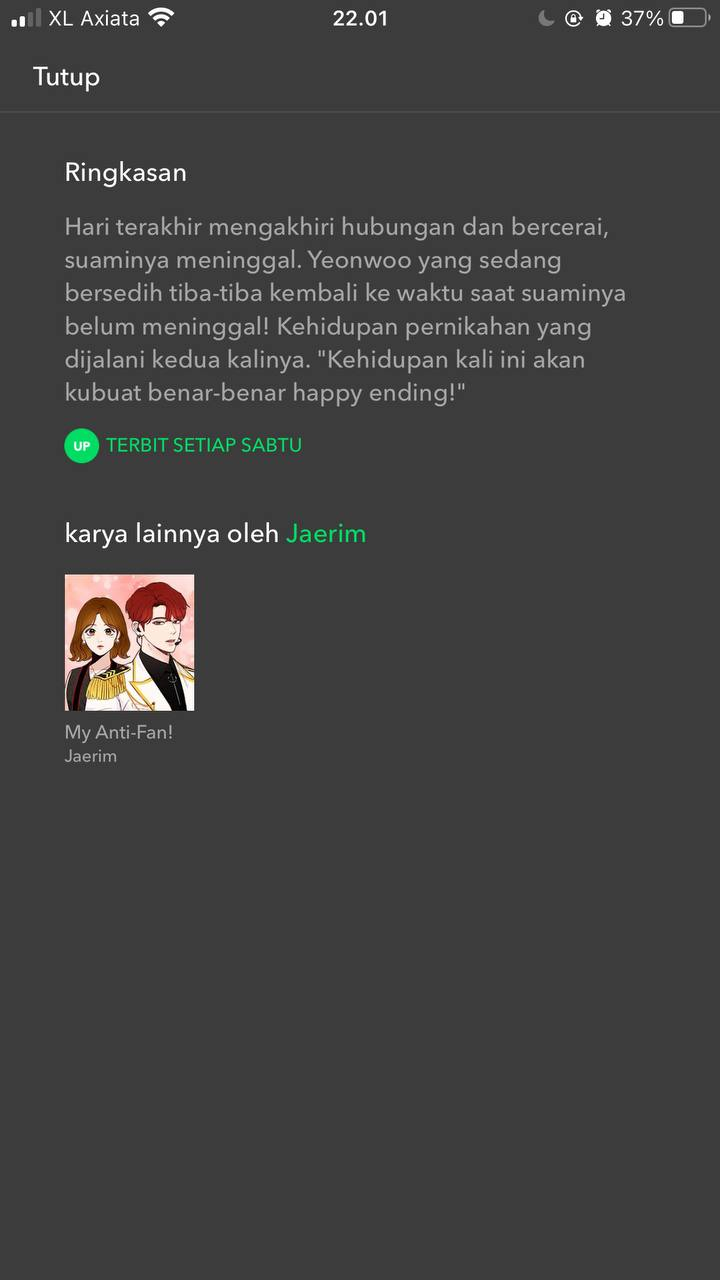 XL Axiata 22.01 37%
Tutup
Ringkasan
Hari terakhir mengakhiri hubungan dan bercerai,
suaminya meninggal. Yeonwoo yang sedang
bersedih tiba-tiba kembali ke waktu saat suaminya
belum meninggal! Kehidupan pernikahan yang
dijalani kedua kalinya. "Kehidupan kali ini akan
kubuat benar-benar happy ending!"
UP TERBIT SETIAP SABTU
karya lainnya oleh Jaerim
My Anti-Fan!
Jaerim